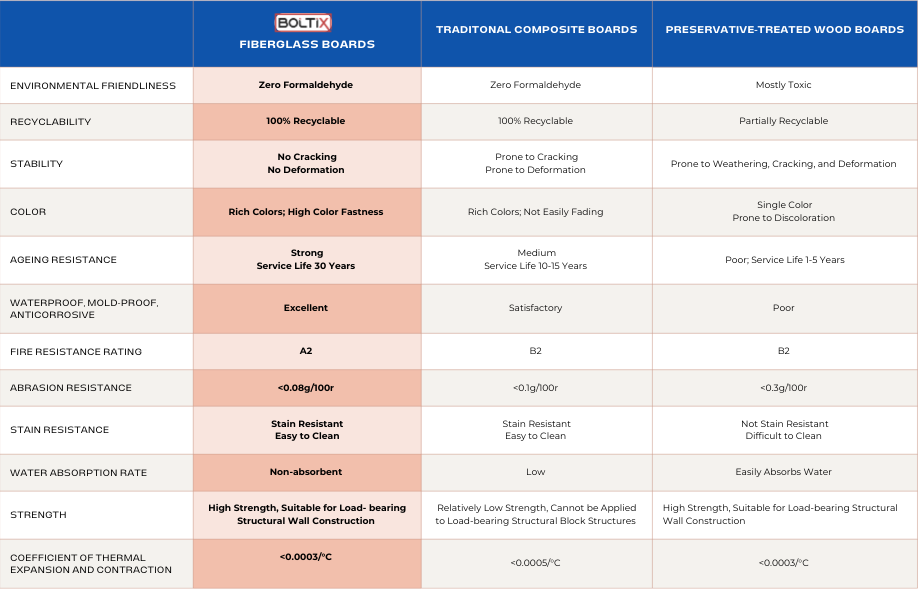 BOLTiX
FIBERGLASS BOARDS
TRADITONAL COMPOSITE BOARDS
PRESERVATIVE-TREATED WOOD BOARDS
ENVIRONMENTAL FRIENDLINESS
Zero Formaldehyde
Zero Formaldehyde
Mostly Toxic
RECYCLABILITY
100% Recyclable
100% Recyclable
Partially Recyclable
STABILITY
No Cracking
No Deformation
Prone to Cracking
Prone to Deformation
Prone to Weathering, Cracking, and Deformation
COLOR
Rich Colors; High Color Fastness
Rich Colors; Not Easily Fading
Single Color
Prone to Discoloration
AGEING RESISTANCE
Strong
Service Life 30 Years
Medium
Service Life 10-15 Years
Poor; Service Life 1-5 Years
WATERPROOF, MOLD-PROOF,
ANTICORROSIVE
Excellent
Satisfactory
Poor
FIRE RESISTANCE RATING
A2
B2
B2
ABRASION RESISTANCE
<0.08g/100r
<0.1g/100r
<0.3g/100r
STAIN RESISTANCE
Stain Resistant
Easy to Clean
Stain Resistant
Easy to Clean
Not Stain Resistant
Difficult to Clean
WATER ABSORPTION RATE
Non-absorbent
Low
Easily Absorbs Water
STRENGTH
High Strength, Suitable for Load- bearing
Structural Wall Construction
Relatively Low Strength, Cannot be Applied
to Load-bearing Structural Block Structures
High Strength, Suitable for Load-bearing Structural
Wall Construction
COEFFICIENT OF THERMAL
EXPANSION AND CONTRACTION
<0.0003/°C
<0.0005/°C
<0.0003/°C